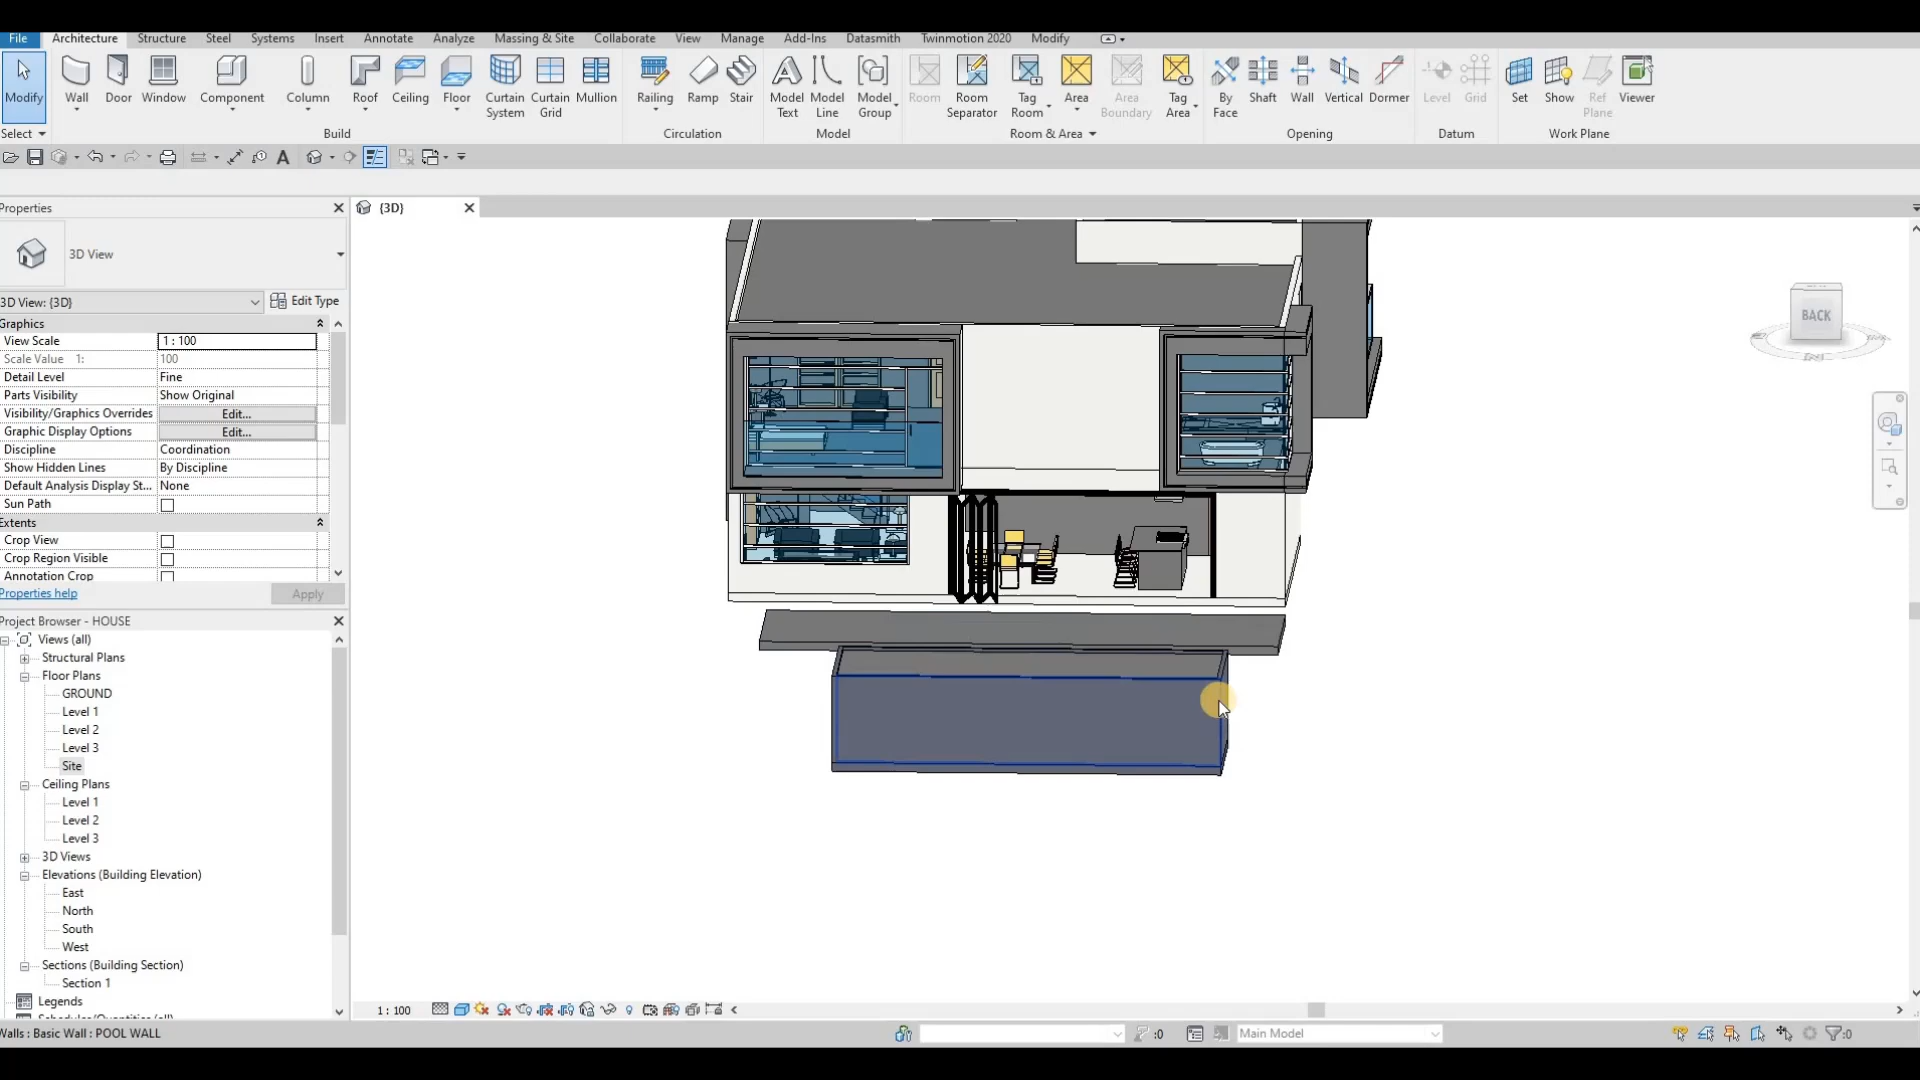 File Architecture Structure Steel Systems Insert Annotate Analyze Massing & Site Collaborate View Manage Add-Ins Datasmith Twinmotion 2020 Modify
Modify Wall Door Window Component Column Roof Ceiling Floor Curtain System Curtain Grid Mullion Railing Ramp Stair Model Text Model Line Model Group Room Room Separator Tag Room Area Area Boundary Tag Area By Face Shaft Wall Vertical Dormer Level Grid Set Show Ref Plane Viewer
Select Build Circulation Model Room & Area Opening Datum Work Plane
Properties
{3D}
3D View
3D View: {3D} Edit Type
Graphics
View Scale 1 : 100
Scale Value 1: 100
Detail Level Fine
Parts Visibility Show Original
Visibility/Graphics Overrides Edit...
Graphic Display Options Edit...
Discipline Coordination
Show Hidden Lines By Discipline
Default Analysis Display St... None
Sun Path
Extents
Crop View
Crop Region Visible
Annotation Crop
Properties help Apply
Project Browser - HOUSE
Views (all)
Structural Plans
Floor Plans
GROUND
Level 1
Level 2
Level 3
Site
Ceiling Plans
Level 1
Level 2
Level 3
3D Views
Elevations (Building Elevation)
East
North
South
West
Sections (Building Section)
Section 1
Legends
BACK
1 : 100
Walls : Basic Wall : POOL WALL
:0
Main Model
:0